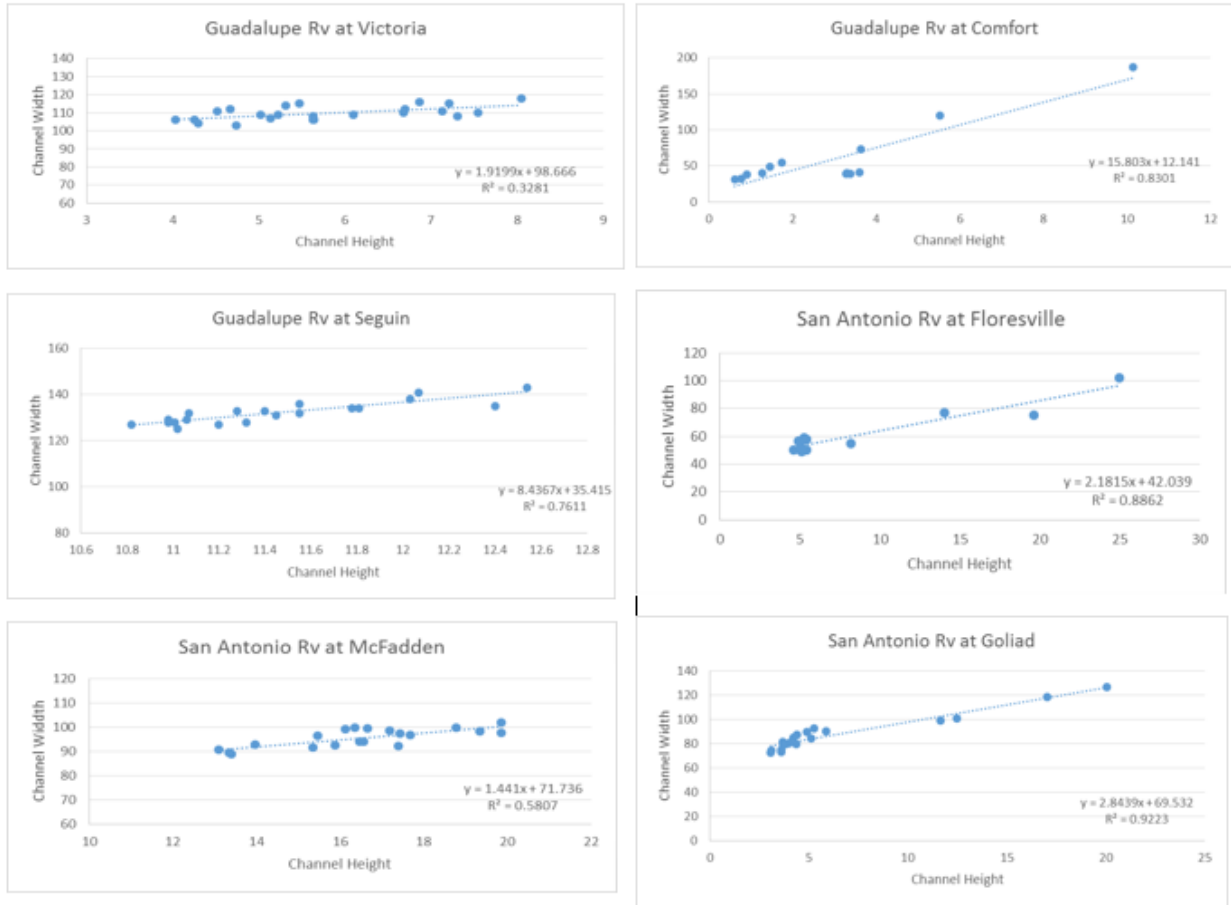 Guadalupe Rv at Victoria
140
130
120
110
100
90
80
70
60
3 4 5 6 7 8 9
Channel Width
Channel Height
y = 1.9199x + 98.666
R² = 0.3281
Guadalupe Rv at Comfort
200
150
100
50
0
0 2 4 6 8 10 12
Channel Width
Channel Height
y = 15.803x + 12.141
R² = 0.8301
Guadalupe Rv at Seguin
160
140
120
100
80
10.6 10.8 11 11.2 11.4 11.6 11.8 12 12.2 12.4 12.6 12.8
Channel Width
Channel Height
y = 8.4367x + 35.415
R² = 0.7611
San Antonio Rv at Floresville
120
100
80
60
40
20
0
0 5 10 15 20 25 30
Channel Width
Channel Height
y = 2.1815x + 42.039
R² = 0.8862
San Antonio Rv at McFadden
120
110
100
90
80
70
60
10 12 14 16 18 20 22
Channel Widdth
Channel Height
y = 1.441x + 71.736
R² = 0.5807
San Antonio Rv at Goliad
140
120
100
80
60
40
20
0
0 5 10 15 20 25
Channel Width
Channel Height
y = 2.8439x + 69.532
R² = 0.9223